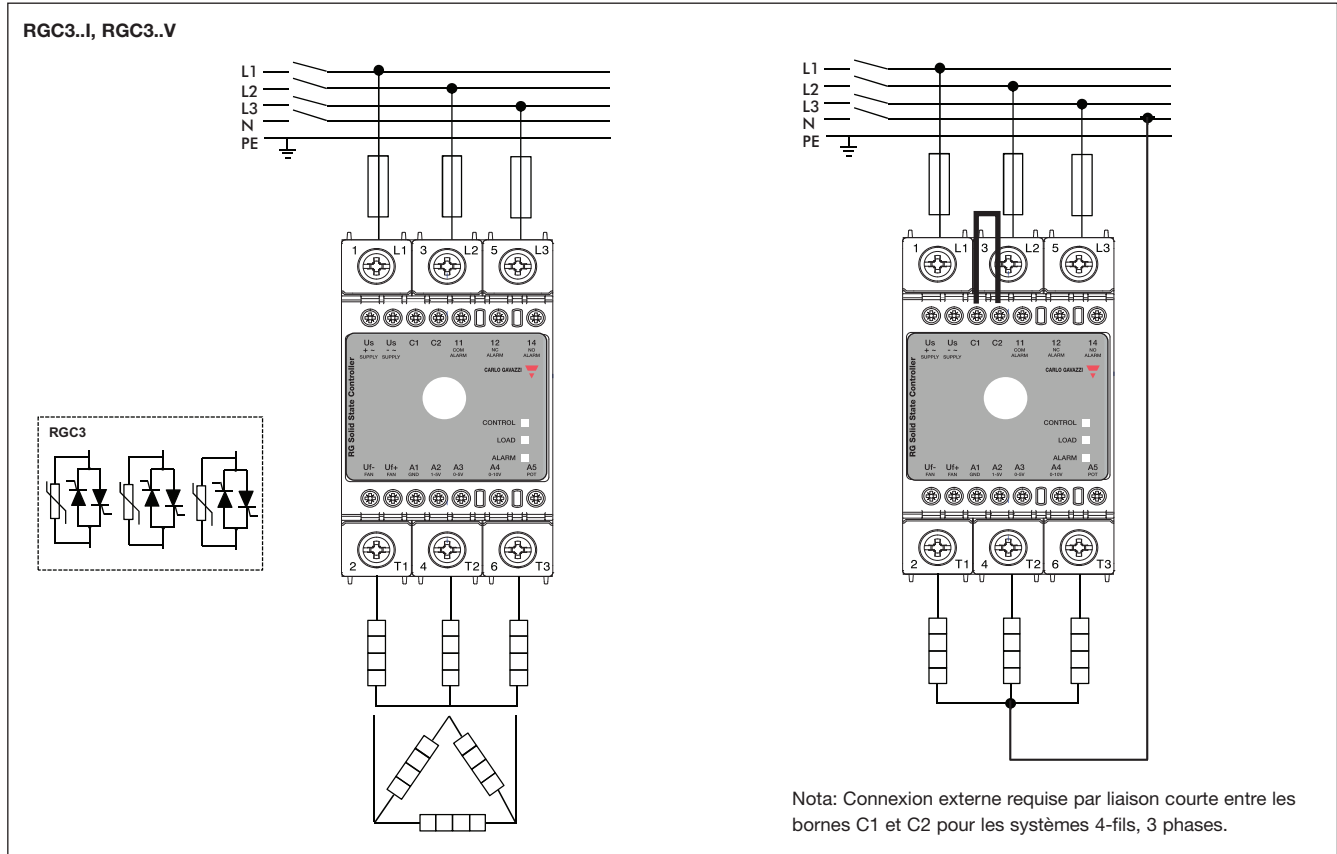 RGC3..I, RGC3..V
L1
L2
L3
N
PE
1 L1 3 L2 5 L3
Us Us C1 C2 11 12 14
+ ~ - ~ COM NC NO
SUPPLY SUPPLY ALARM ALARM ALARM
CARLO GAVAZZI
RG Solid State Controller
CONTROL
LOAD
ALARM
Uf- Uf+ A1 A2 A3 A4 A5
FAN FAN GND 1-5V 0-5V 0-10V POT
2 T1 4 T2 6 T3
RGC3
L1
L2
L3
N
PE
1 L1 3 L2 5 L3
Us Us C1 C2 11 12 14
+ ~ - ~ COM NC NO
SUPPLY SUPPLY ALARM ALARM ALARM
CARLO GAVAZZI
RG Solid State Controller
CONTROL
LOAD
ALARM
Uf- Uf+ A1 A2 A3 A4 A5
FAN FAN GND 1-5V 0-5V 0-10V POT
2 T1 4 T2 6 T3
Nota: Connexion externe requise par liaison courte entre les
bornes C1 et C2 pour les systèmes 4-fils, 3 phases.